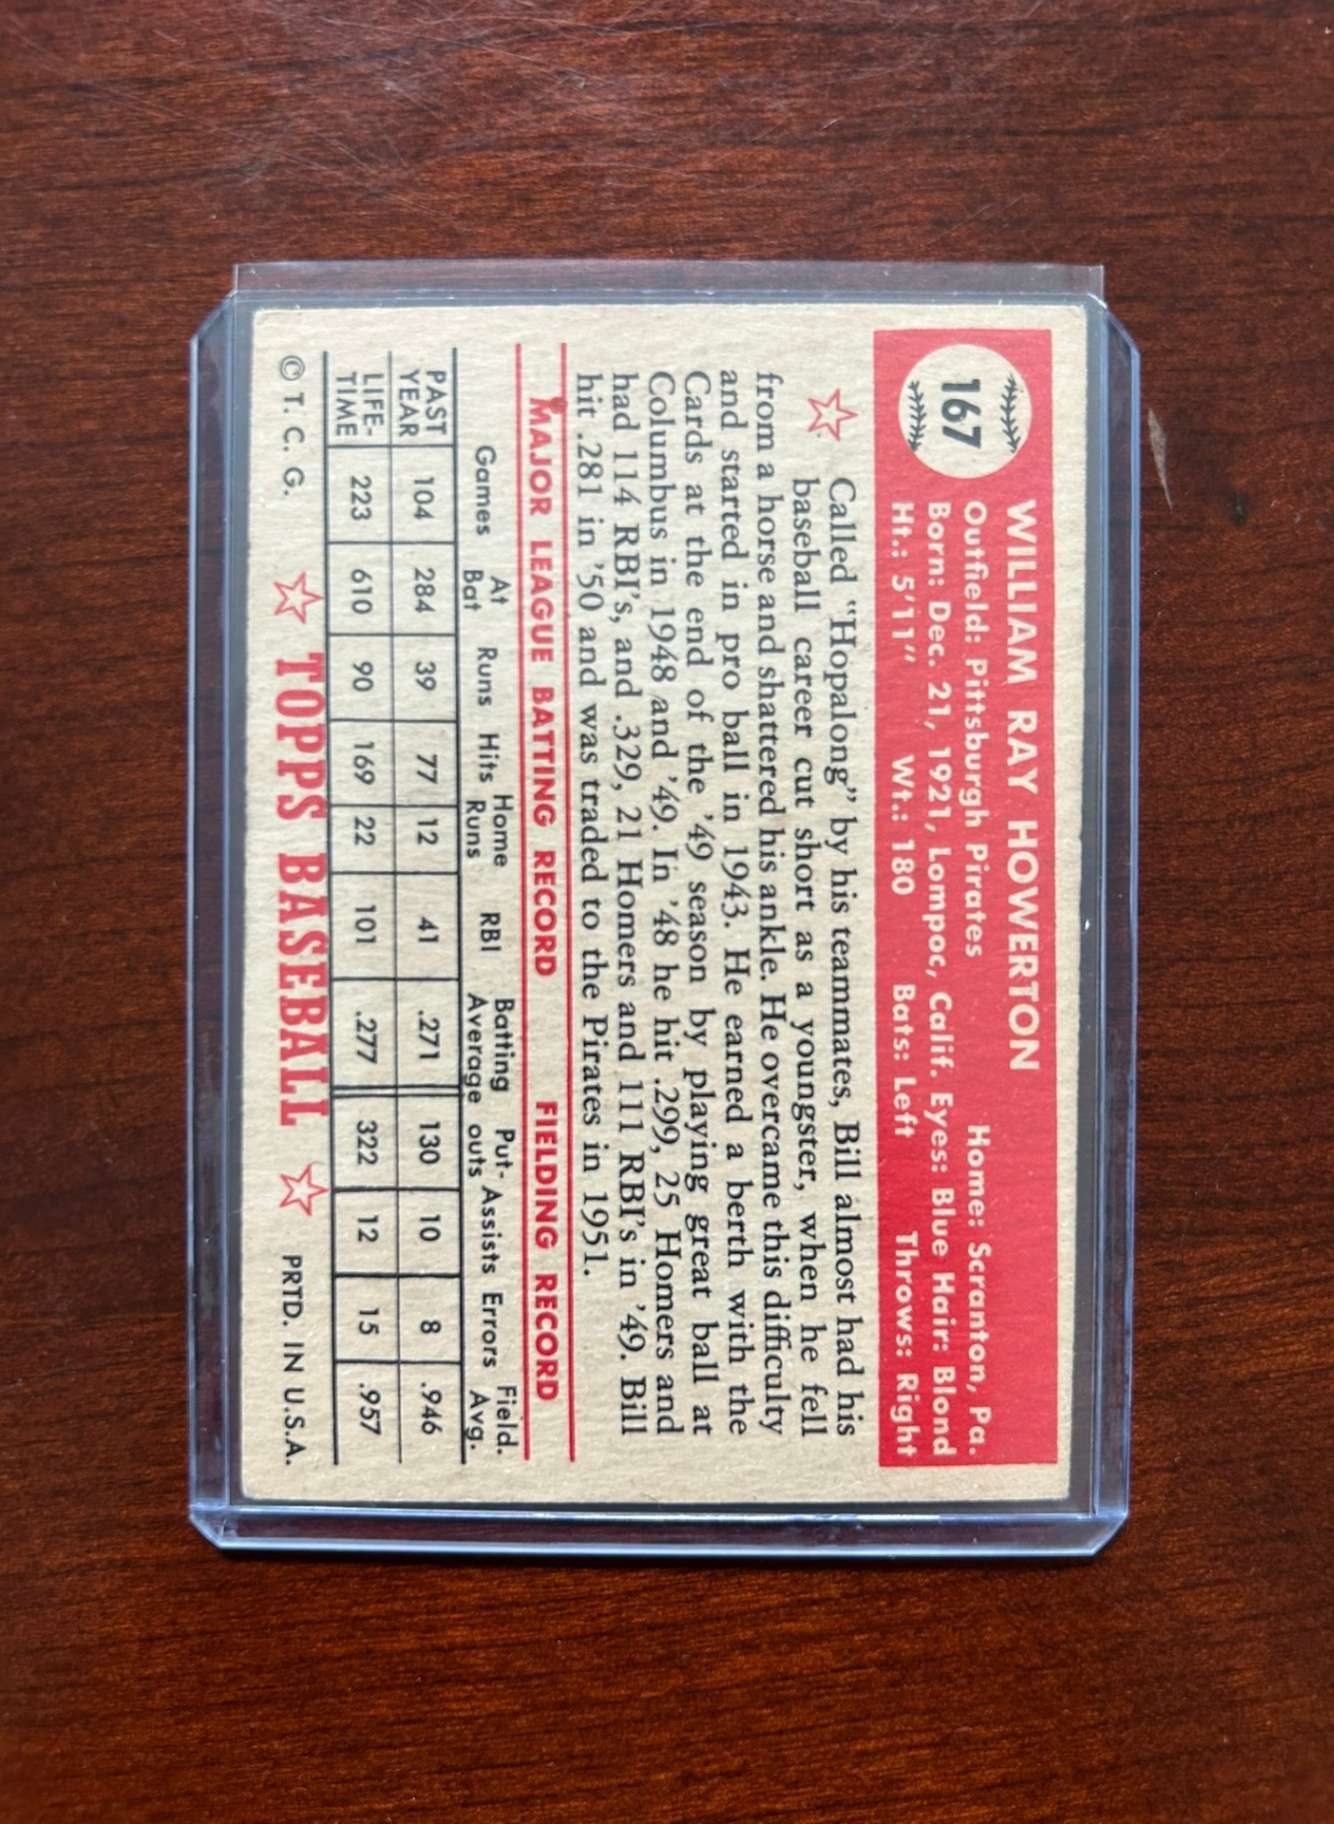 167
WILLIAM RAY HOWERTON
Outfield: Pittsburgh Pirates Home: Scranton, Pa.
Born: Dec. 21, 1921, Lompoc, Calif. Eyes: Blue Hair: Blond
Ht.: 5'11" Wt.: 180 Bats: Left Throws: Right
Called "Hopalong" by his teammates, Bill almost had his
baseball career cut short as a youngster, when he fell
from a horse and shattered his ankle. He overcame this difficulty
and started in pro ball in 1943. He earned a berth with the
Cards at the end of the '49 season by playing great ball at
Columbus in 1948 and '49. In '48 he hit .299, 25 Homers and
had 114 RBI's, and .329, 21 Homers and 111 RBI's in '49. Bill
hit .281 in '50 and was traded to the Pirates in 1951.
MAJOR LEAGUE BATTING RECORD FIELDING RECORD
Games At Bat Runs Hits Home Runs RBI Batting Average Put-outs Assists Errors Field. Avg.
PAST YEAR 104 284 39 77 12 41 .271 130 10 8 .946
LIFE-TIME 223 610 90 169 22 101 .277 322 12 15 .957
© T. C. G. TOPPS BASEBALL PRTD. IN U.S.A.